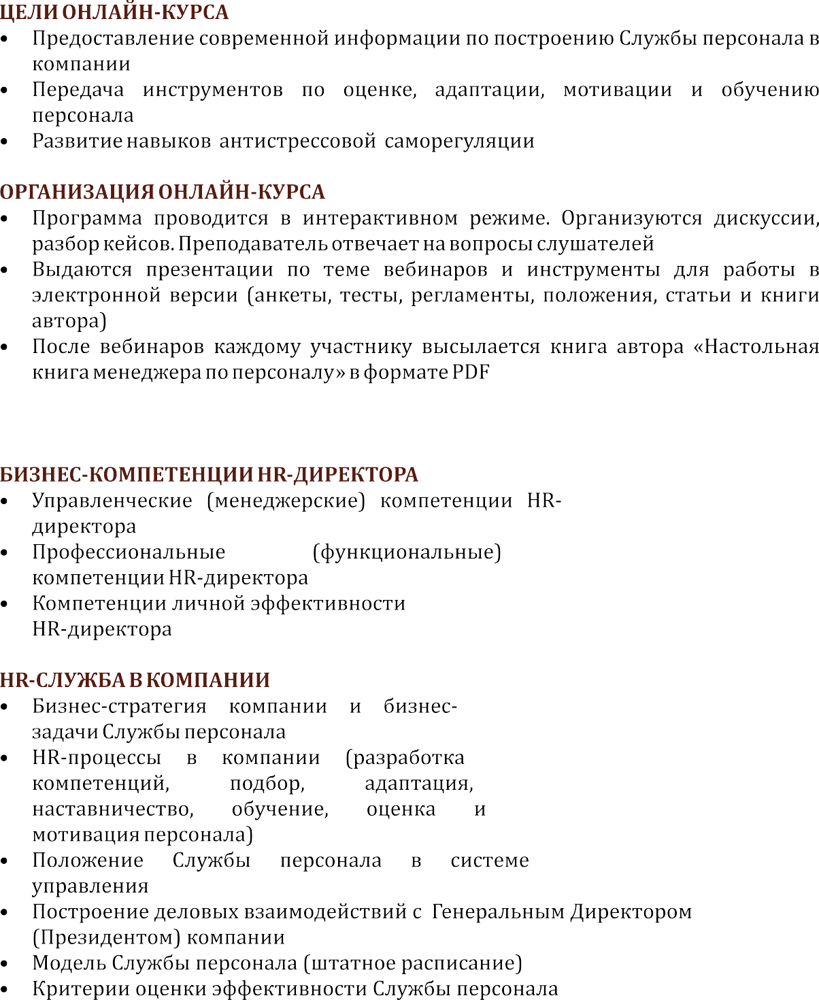 ЦЕЛИ ОНЛАЙН-КУРСА
• Предоставление современной информации по построению Службы персонала в
компании
• Передача инструментов по оценке, адаптации, мотивации и обучению
персонала
• Развитие навыков антистрессовой саморегуляции
ОРГАНИЗАЦИЯ ОНЛАЙН-КУРСА
• Программа проводится в интерактивном режиме. Организуются дискуссии,
разбор кейсов. Преподаватель отвечает на вопросы слушателей
• Выдаются презентации по теме вебинаров и инструменты для работы в
электронной версии (анкеты, тесты, регламенты, положения, статьи и книги
автора)
• После вебинаров каждому участнику высылается книга автора «Настольная
книга менеджера по персоналу» в формате PDF
БИЗНЕС-КОМПЕТЕНЦИИ HR-ДИРЕКТОРА
• Управленческие (менеджерские) компетенции HR-
директора
• Профессиональные (функциональные)
компетенции HR-директора
• Компетенции личной эффективности
HR-директора
HR-СЛУЖБА В КОМПАНИИ
• Бизнес-стратегия компании и бизнес-
задачи Службы персонала
• HR-процессы в компании (разработка
компетенций, подбор, адаптация,
наставничество, обучение, оценка и
мотивация персонала)
• Положение Службы персонала в системе
управления
• Построение деловых взаимодействий с Генеральным Директором
(Президентом) компании
• Модель Службы персонала (штатное расписание)
• Критерии оценки эффективности Службы персонала